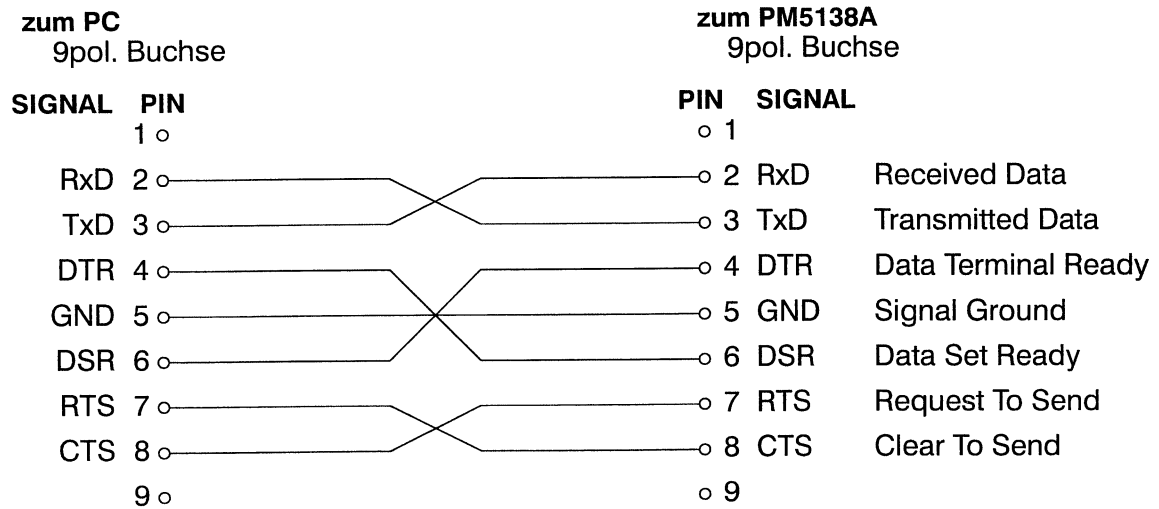 zum PC zum PM5138A
9pol. Buchse 9pol. Buchse
SIGNAL PIN PIN SIGNAL
1 1
RxD 2 2 RxD Received Data
TxD 3 3 TxD Transmitted Data
DTR 4 4 DTR Data Terminal Ready
GND 5 5 GND Signal Ground
DSR 6 6 DSR Data Set Ready
RTS 7 7 RTS Request To Send
CTS 8 8 CTS Clear To Send
9 9